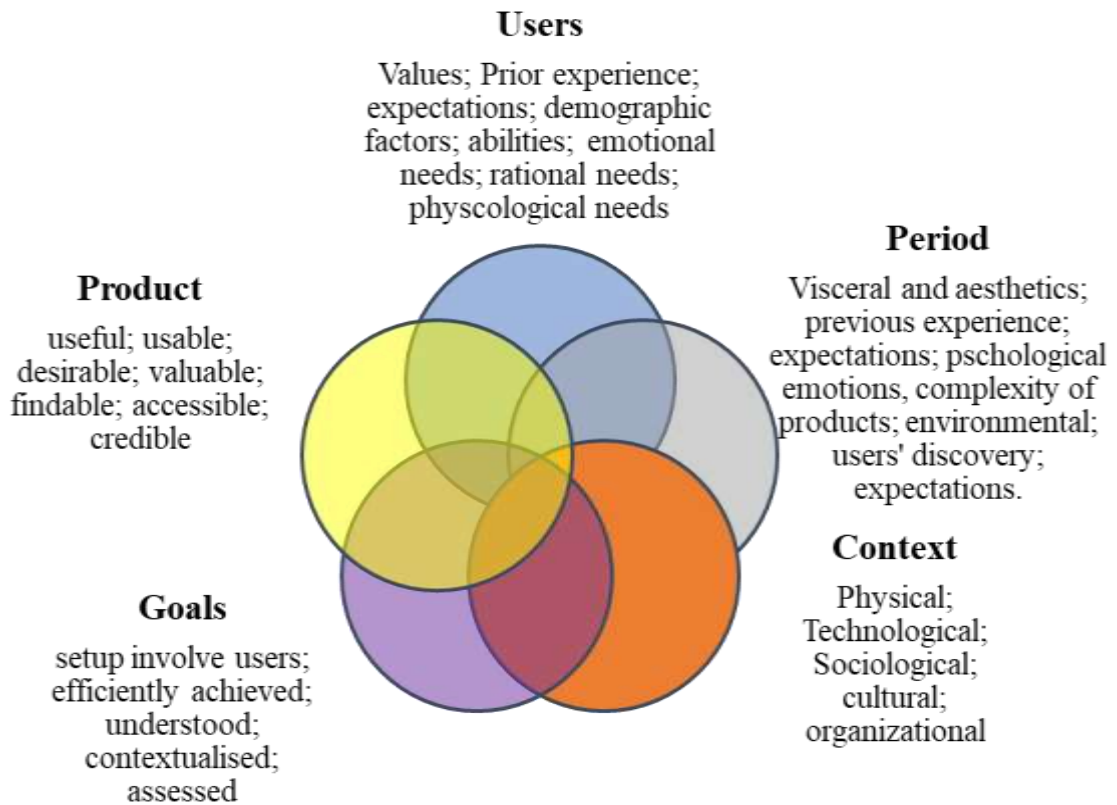 Users
Values; Prior experience;
expectations; demographic
factors; abilities; emotional
needs; rational needs;
physcological needs
Period
Visceral and aesthetics;
previous experience;
expectations; pschological
emotions, complexity of
products; environmental;
users' discovery;
expectations.
Product
useful; usable;
desirable; valuable;
findable; accessible;
credible
Context
Physical;
Technological;
Sociological;
cultural;
organizational
Goals
setup involve users;
efficiently achieved;
understood;
contextualised;
assessed